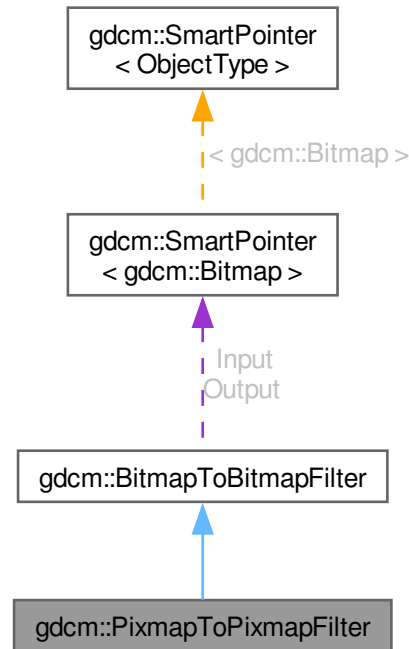 gdcm::SmartPointer
< ObjectType >
< gdcm::Bitmap >
gdcm::SmartPointer
< gdcm::Bitmap >
Input
Output
gdcm::BitmapToBitmapFilter
gdcm::PixmapToPixmapFilter